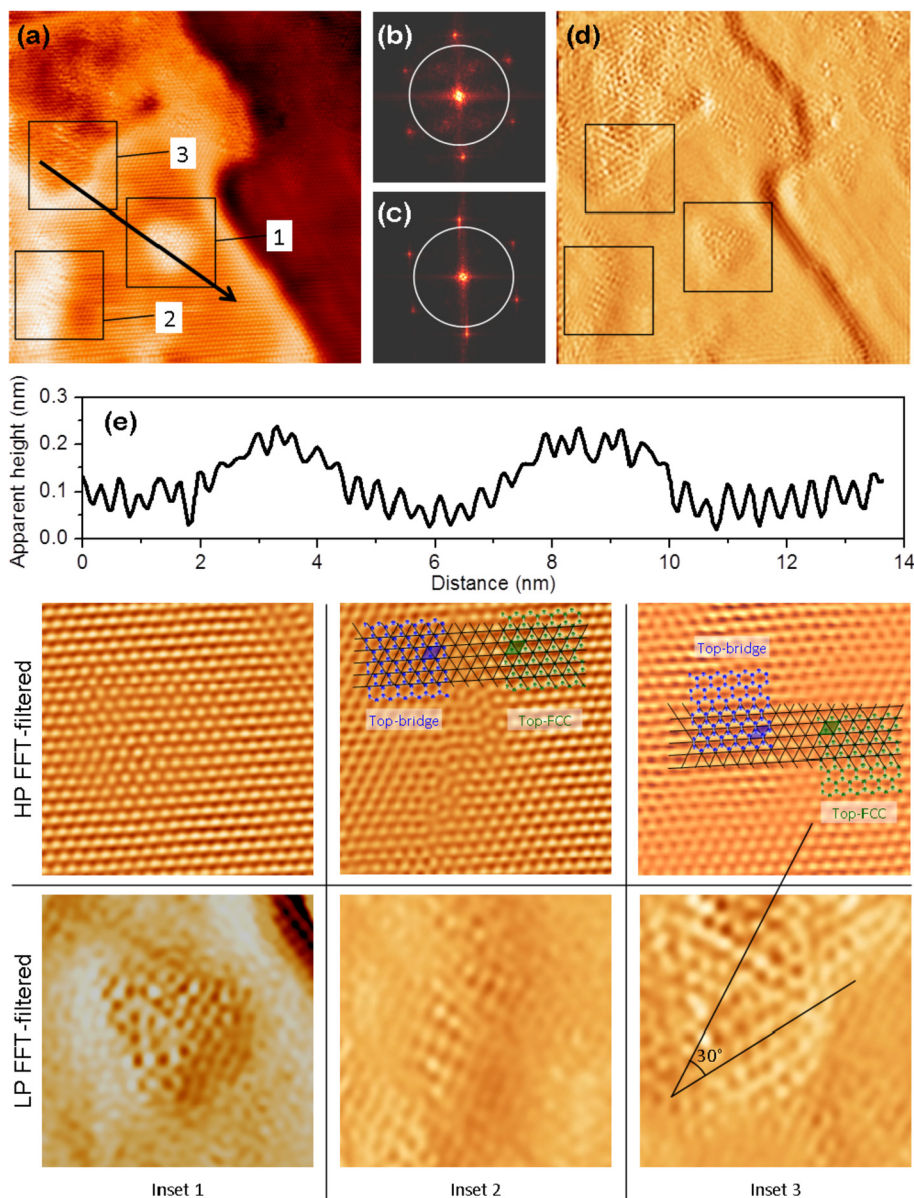 (a)
(b)
(c)
(d)
3
1
2
(e)
Apparent height (nm)
0.3
0.2
0.1
0.0
0 2 4 6 8 10 12 14
Distance (nm)
HP FFT-filtered
Top-bridge
Top-FCC
Top-bridge
Top-FCC
LP FFT-filtered
30°
Inset 1
Inset 2
Inset 3